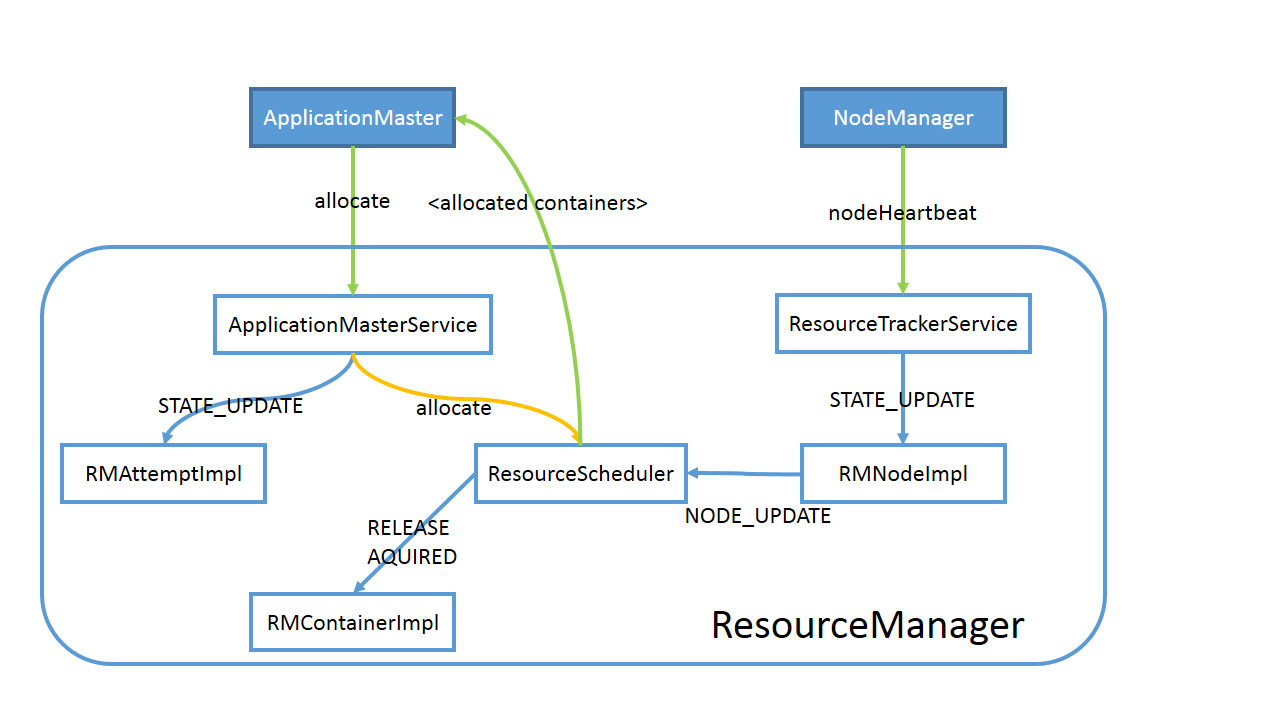 ApplicationMaster
NodeManager
allocate
<allocated containers>
nodeHeartbeat
ApplicationMasterService
ResourceTrackerService
STATE_UPDATE
allocate
STATE_UPDATE
RMAttemptImpl
ResourceScheduler
RMNodeImpl
NODE_UPDATE
RELEASE
AQUIRED
RMContainerImpl
ResourceManager